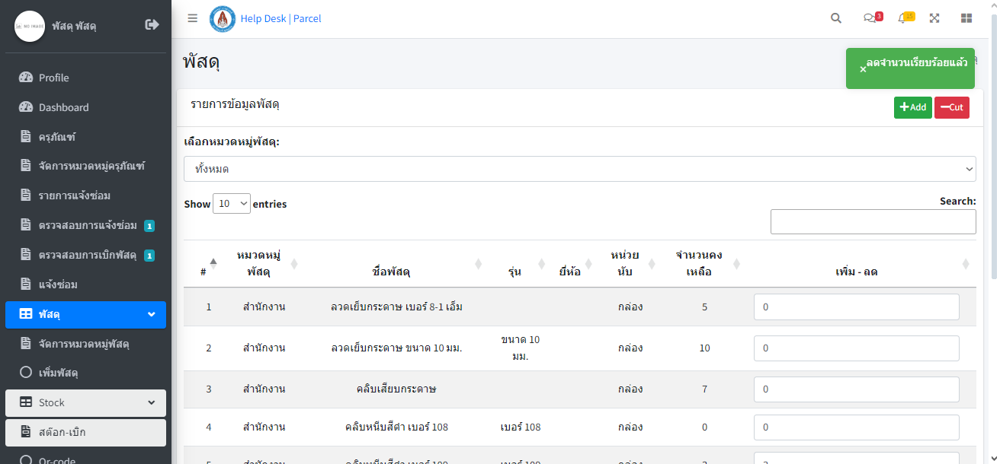 NO IMAGE
พัสดุ พัสดุ
Profile
Dashboard
ครุภัณฑ์
จัดการหมวดหมู่ครุภัณฑ์
รายการแจ้งซ่อม
ตรวจสอบการแจ้งซ่อม 1
ตรวจสอบการเบิกพัสดุ 1
แจ้งซ่อม
พัสดุ
จัดการหมวดหมู่พัสดุ
เพิ่มพัสดุ
Stock
สต๊อก-เบิก
Qr-code
Help Desk | Parcel
3
15
พัสดุ
×ลดจำนวนเรียบร้อยแล้ว
รายการข้อมูลพัสดุ
Add
Cut
เลือกหมวดหมู่พัสดุ:
ทั้งหมด
Show 10 entries
Search:
# หมวดหมู่พัสดุ ชื่อพัสดุ รุ่น ยี่ห้อ หน่วยนับ จำนวนคงเหลือ เพิ่ม - ลด
1 สำนักงาน ลวดเย็บกระดาษ เบอร์ 8-1 เอ็ม กล่อง 5 0
2 สำนักงาน ลวดเย็บกระดาษ ขนาด 10 มม. ขนาด 10 มม. กล่อง 10 0
3 สำนักงาน คลิบเสียบกระดาษ กล่อง 7 0
4 สำนักงาน คลิบหนีบสีดำ เบอร์ 108 เบอร์ 108 กล่อง 0 0